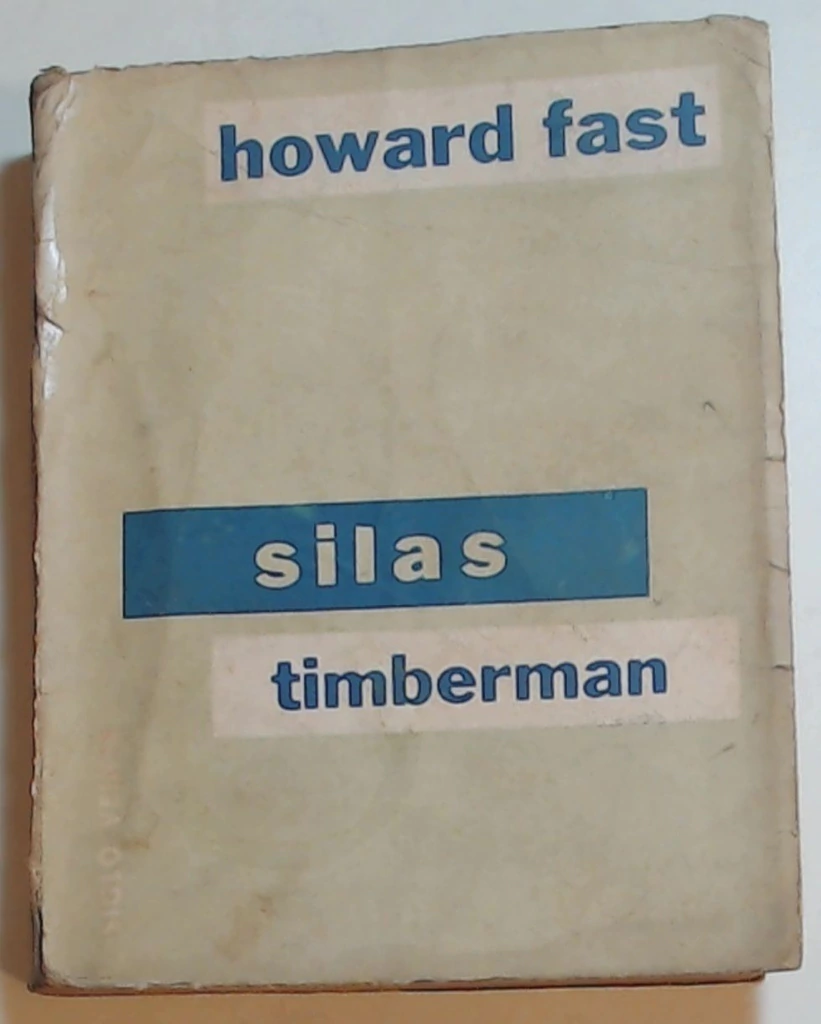 howard fast
silas
timberman